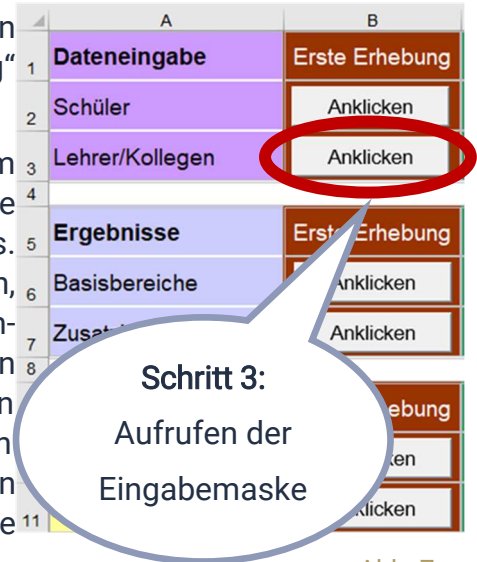 A B
1 Dateneingabe Erste Erhebung
2 Schüler Anklicken
3 Lehrer/Kollegen Anklicken
4
5 Ergebnisse Erste Erhebung
6 Basisbereiche Anklicken
7 Anklicken
8
11
Schritt 3:
Aufrufen der
Eingabemaske